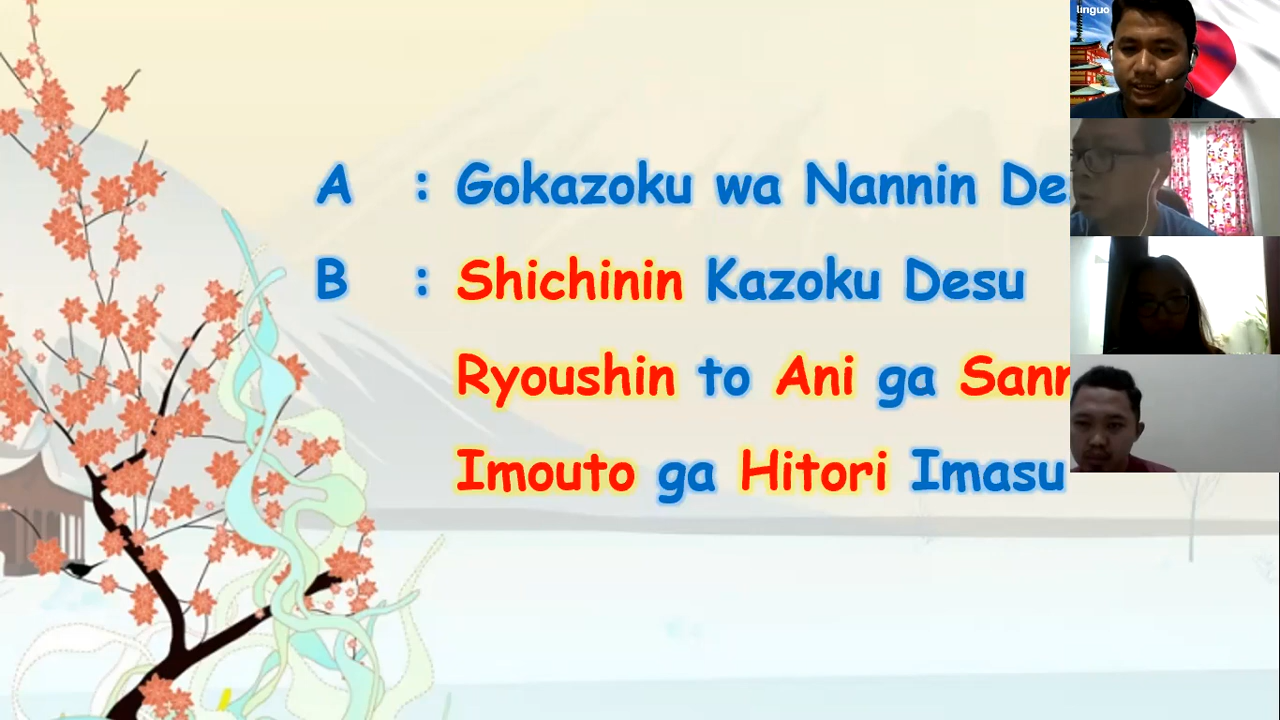 linguo
A : Gokazoku wa Nannin
B : Shichinin Kazoku Desu
Ryoushin to Ani ga
Imouto ga Hitori Imasu